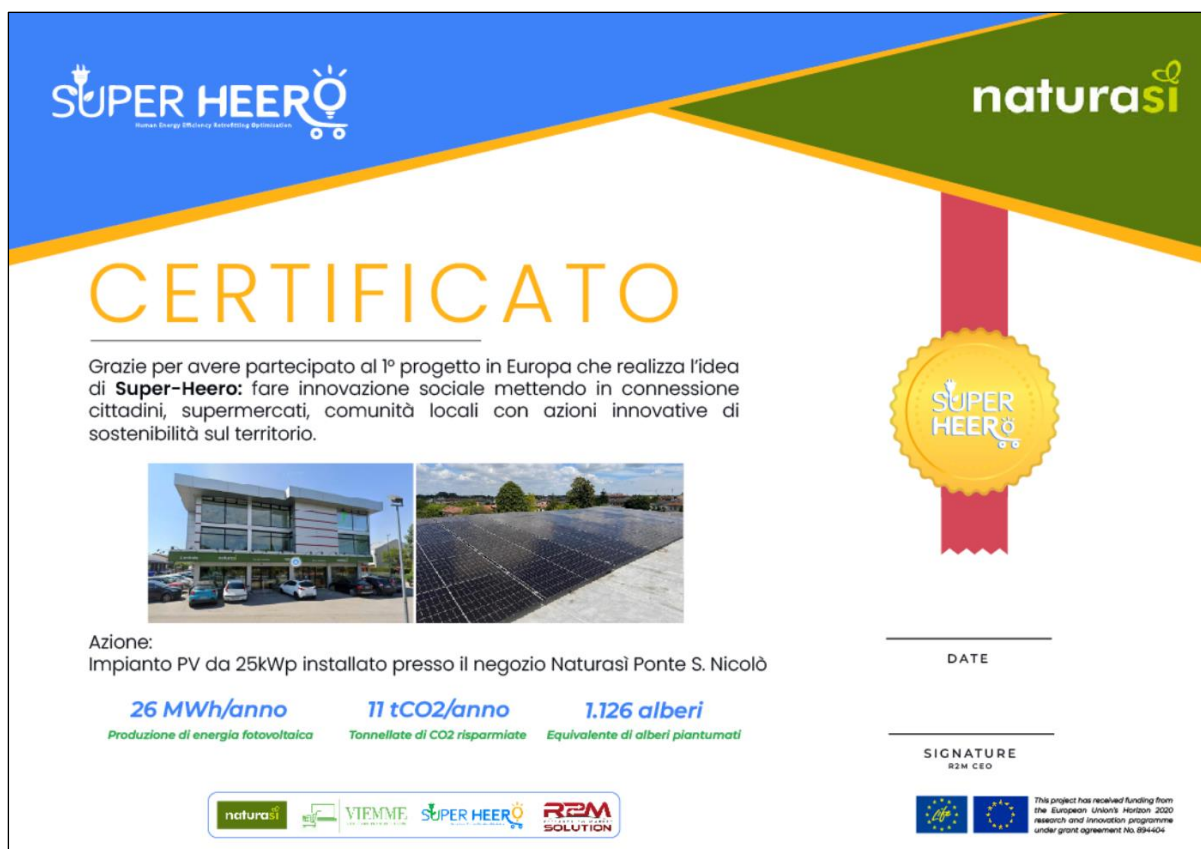 SUPER HEERO
Human Energy Efficiency Retrofitting Optimisation
naturasì
CERTIFICATO
Grazie per avere partecipato al 1º progetto in Europa che realizza l'idea
di Super-Heero: fare innovazione sociale mettendo in connessione
cittadini, supermercati, comunità locali con azioni innovative di
sostenibilità sul territorio.
SUPER
HEERO
Azione:
Impianto PV da 25kWp installato presso il negozio Naturasì Ponte S. Nicolò
26 MWh/anno
Produzione di energia fotovoltaica
11 tCO2/anno
Tonnellate di CO2 risparmiate
1.126 alberi
Equivalente di alberi piantumati
DATE
SIGNATURE
R2M CEO
naturasì
VIEMME
SUPER HEERO
R2M
SOLUTION
Life
This project has received funding from
the European Union's Horizon 2020
research and innovation programme
under grant agreement No. 894404